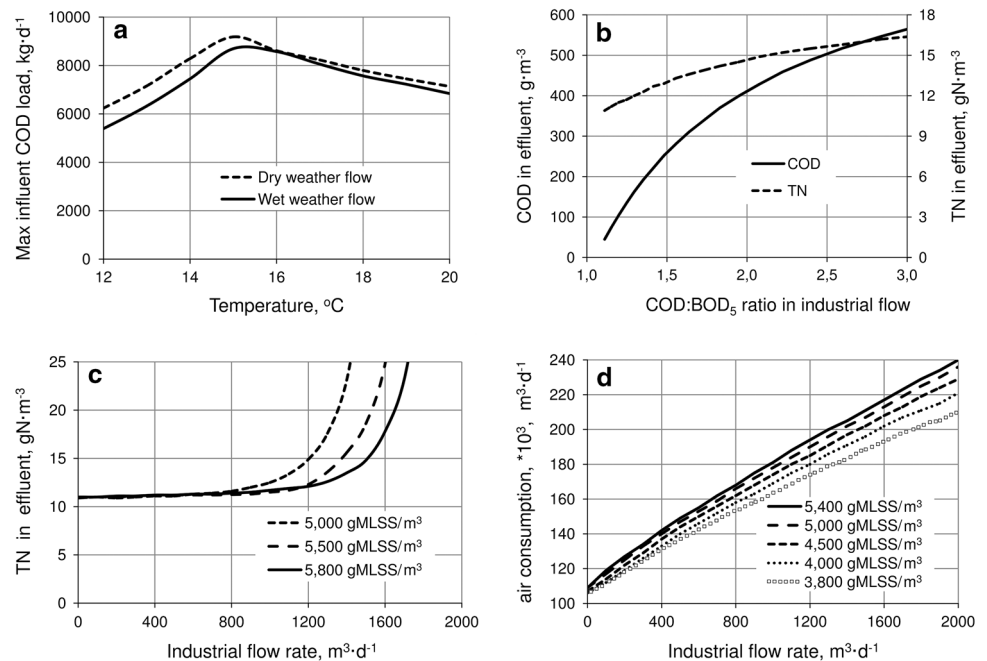 a
Max influent COD load, kg·d-1
10000
8000
6000
4000
2000
0
12 14 16 18 20
Temperature, oC
Dry weather flow
Wet weather flow
b
COD in effluent, g·m-3
600
500
400
300
200
100
0
18
15
12
9
6
3
0
TN in effluent, gN·m-3
1,0 1,5 2,0 2,5 3,0
COD:BOD5 ratio in industrial flow
COD
TN
c
TN in effluent, gN·m-3
25
20
15
10
5
0
0 400 800 1200 1600 2000
Industrial flow rate, m3·d-1
5,000 gMLSS/m3
5,500 gMLSS/m3
5,800 gMLSS/m3
d
air consumption, *103, m3·d-1
240
220
200
180
160
140
120
100
0 400 800 1200 1600 2000
Industrial flow rate, m3·d-1
5,400 gMLSS/m3
5,000 gMLSS/m3
4,500 gMLSS/m3
4,000 gMLSS/m3
3,800 gMLSS/m3